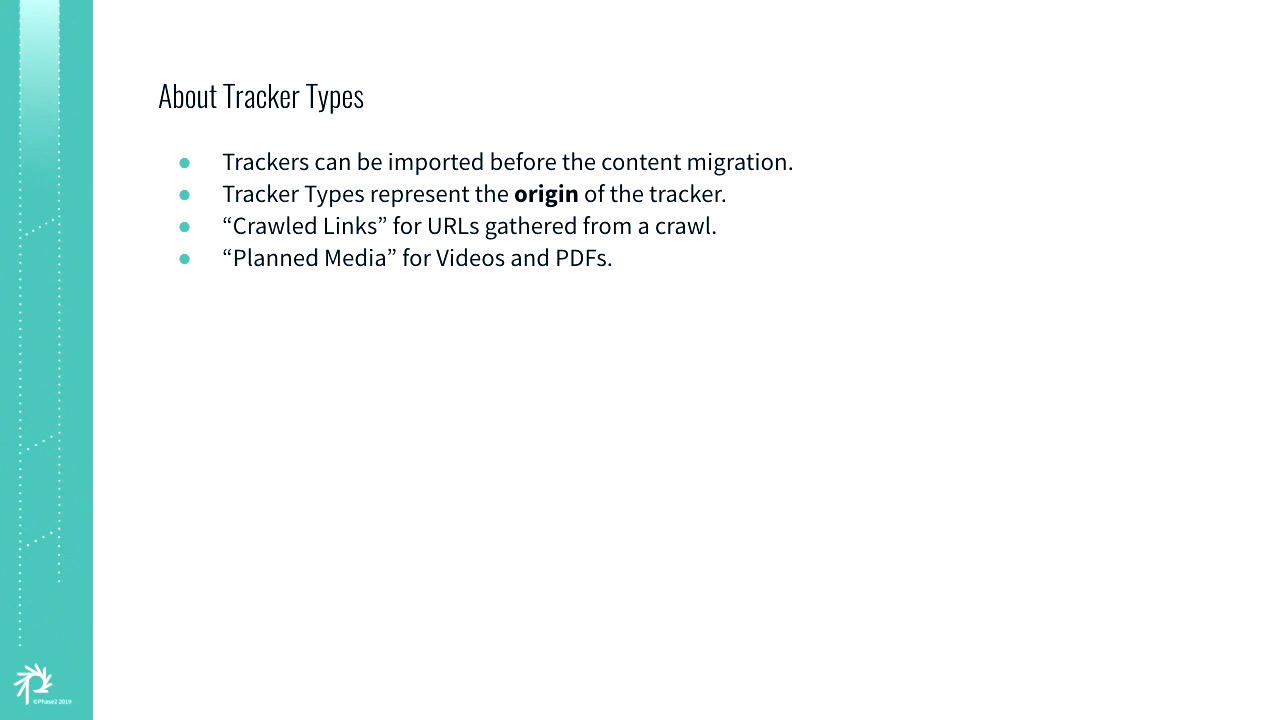 About Tracker Types
● Trackers can be imported before the content migration.
● Tracker Types represent the origin of the tracker.
● “Crawled Links” for URLs gathered from a crawl.
● “Planned Media” for Videos and PDFs.
©Phase2 2019